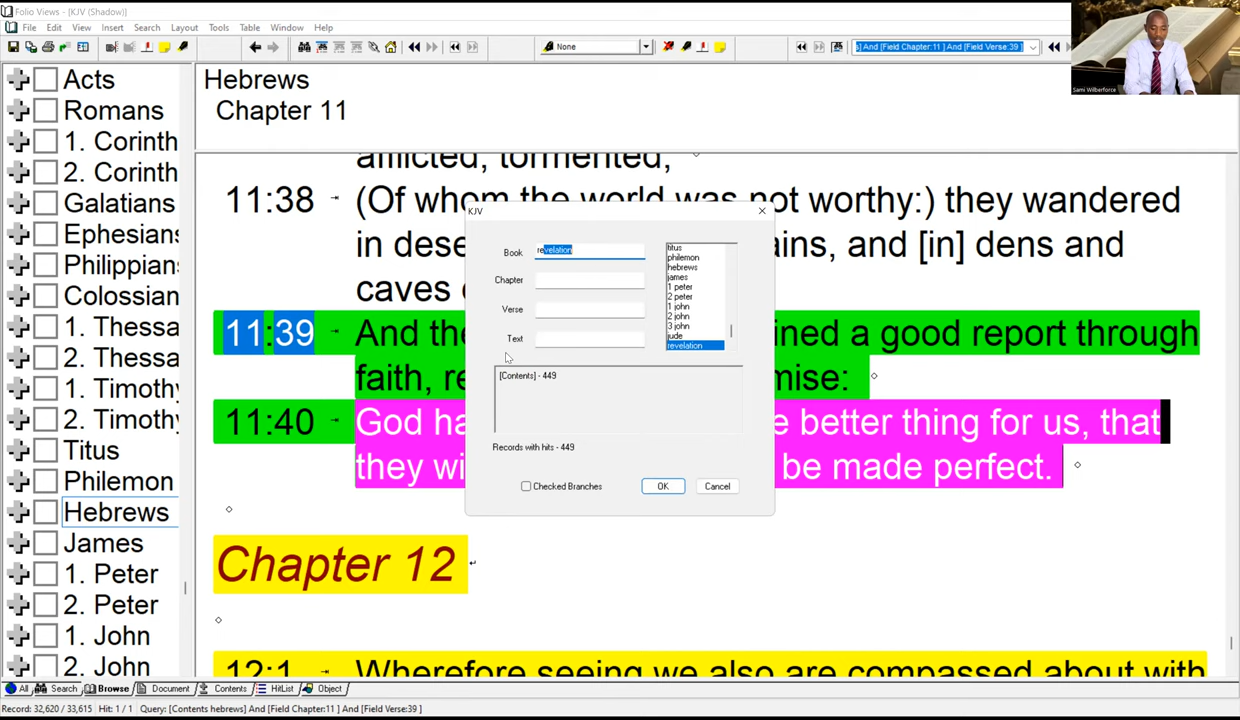 Folio Views - [KJV (Shadow)]
File Edit View Insert Search Layout Tools Table Window Help
None
s] And [Field Chapter:11 ] And [Field Verse:39 ]
Sami Wilberforce
Acts
Romans
1. Corinth
2. Corinth
Galatians
Ephesians
Philippians
Colossian
1. Thessa
2. Thessa
1. Timothy
2. Timothy
Titus
Philemon
Hebrews
James
1. Peter
2. Peter
1. John
2. John
Hebrews
Chapter 11
afflicted, tormented;
11:38 (Of whom the world was not worthy:) they wandered
in dese ains, and [in] dens and
caves
11:39 And the ined a good report through
faith, re mise:
11:40 God ha e better thing for us, that
they wi be made perfect.
Chapter 12
12:1 Wherefore seeing we also are compassed about with
KJV
Book revelation
Chapter
Verse
Text
titus
philemon
hebrews
james
1 peter
2 peter
1 john
2 john
3 john
jude
revelation
[Contents] - 449
Records with hits - 449
Checked Branches OK Cancel
All Search Browse Document Contents HitList Object
Record: 32,620 / 33,615 Hit: 1 / 1 Query: [Contents hebrews] And [Field Chapter:11 ] And [Field Verse:39 ]